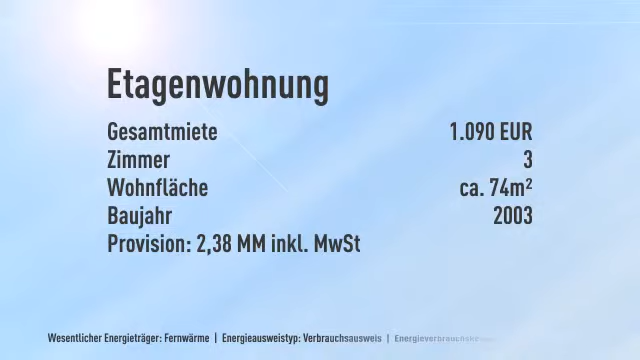 Etagenwohnung
Gesamtmiete 1.090 EUR
Zimmer 3
Wohnfläche ca. 74m²
Baujahr 2003
Provision: 2,38 MM inkl. MwSt
Wesentlicher Energieträger: Fernwärme | Energieausweistyp: Verbrauchsausweis |